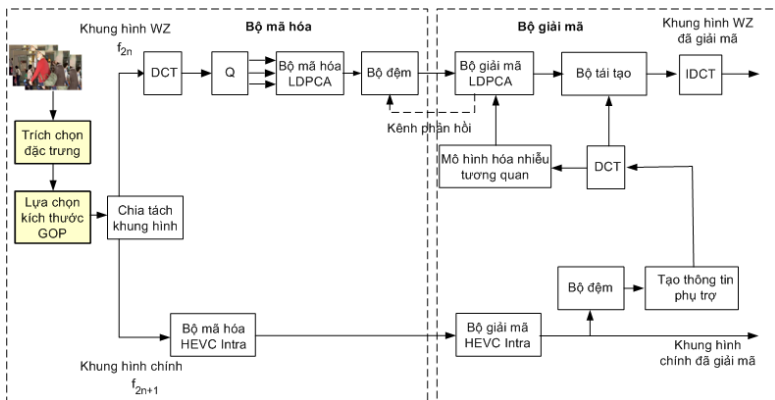 Khung hình WZ
f2n
Bộ mã hóa
Bộ giải mã
Khung hình WZ
đã giải mã
DCT
Q
Bộ mã hóa
LDPCA
Bộ đệm
Bộ giải mã
LDPCA
Bộ tái tạo
IDCT
Kênh phản hồi
Trích chọn
đặc trưng
Mô hình hóa nhiễu
tương quan
DCT
Lựa chọn
kích thước
GOP
Chia tách
khung hình
Bộ đệm
Tạo thông tin
phụ trợ
Bộ mã hóa
HEVC Intra
Bộ giải mã
HEVC Intra
Khung hình chính
f2n+1
Khung hình
chính đã giải mã